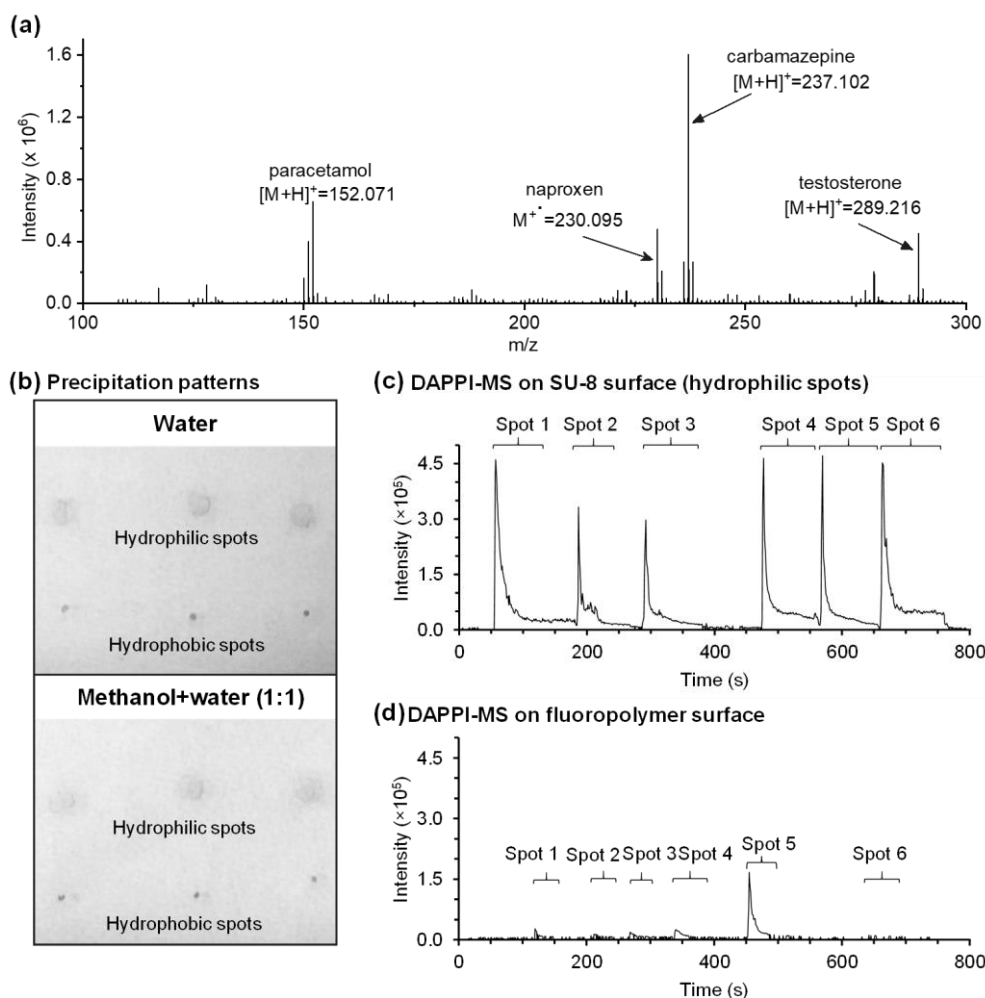 (a)
1.6
1.2
0.8
0.4
0.0
Intensity (x 10⁶)
100
150
200
250
300
m/z
paracetamol
[M+H]⁺=152.071
naproxen
M⁺˙=230.095
carbamazepine
[M+H]⁺=237.102
testosterone
[M+H]⁺=289.216
(b) Precipitation patterns
Water
Hydrophilic spots
Hydrophobic spots
Methanol+water (1:1)
Hydrophilic spots
Hydrophobic spots
(c) DAPPI-MS on SU-8 surface (hydrophilic spots)
Spot 1 Spot 2 Spot 3 Spot 4 Spot 5 Spot 6
4.5
3.0
1.5
0.0
Intensity (×10⁵)
0 200 400 600 800
Time (s)
(d) DAPPI-MS on fluoropolymer surface
4.5
3.0
1.5
0.0
Intensity (×10⁵)
Spot 1 Spot 2 Spot 3 Spot 4 Spot 5 Spot 6
0 200 400 600 800
Time (s)